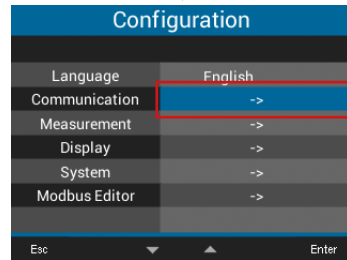 Configuration
Language English
Communication ->
Measurement ->
Display ->
System ->
Modbus Editor ->
Esc Enter